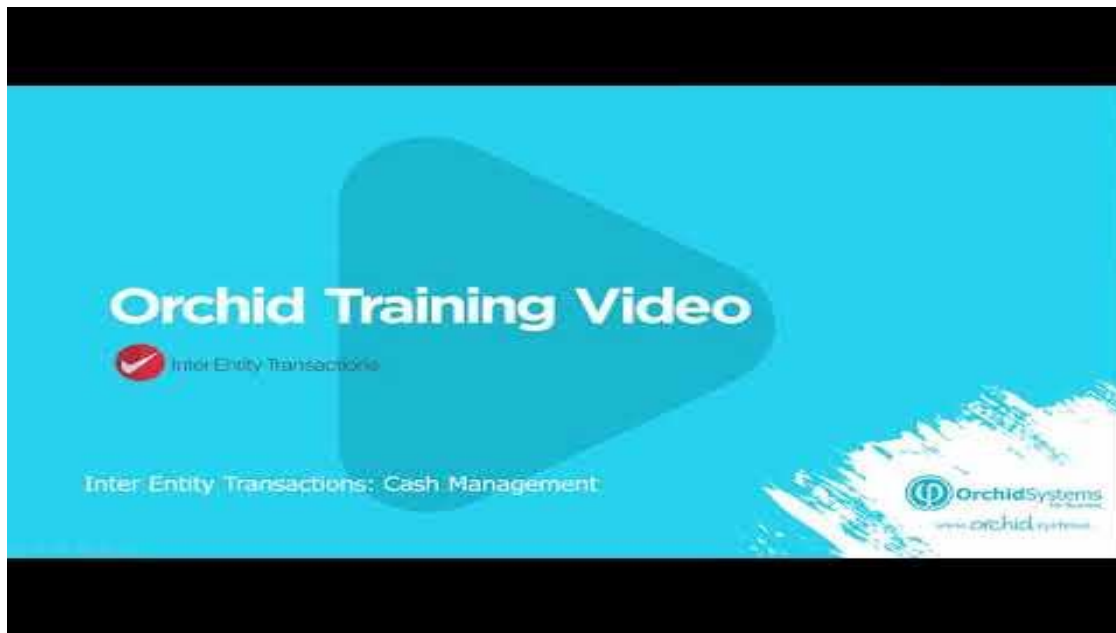 Orchid Training Video
Inter Entity Transactions
Inter Entity Transactions: Cash Management
OrchidSystems
www.orchid.systems